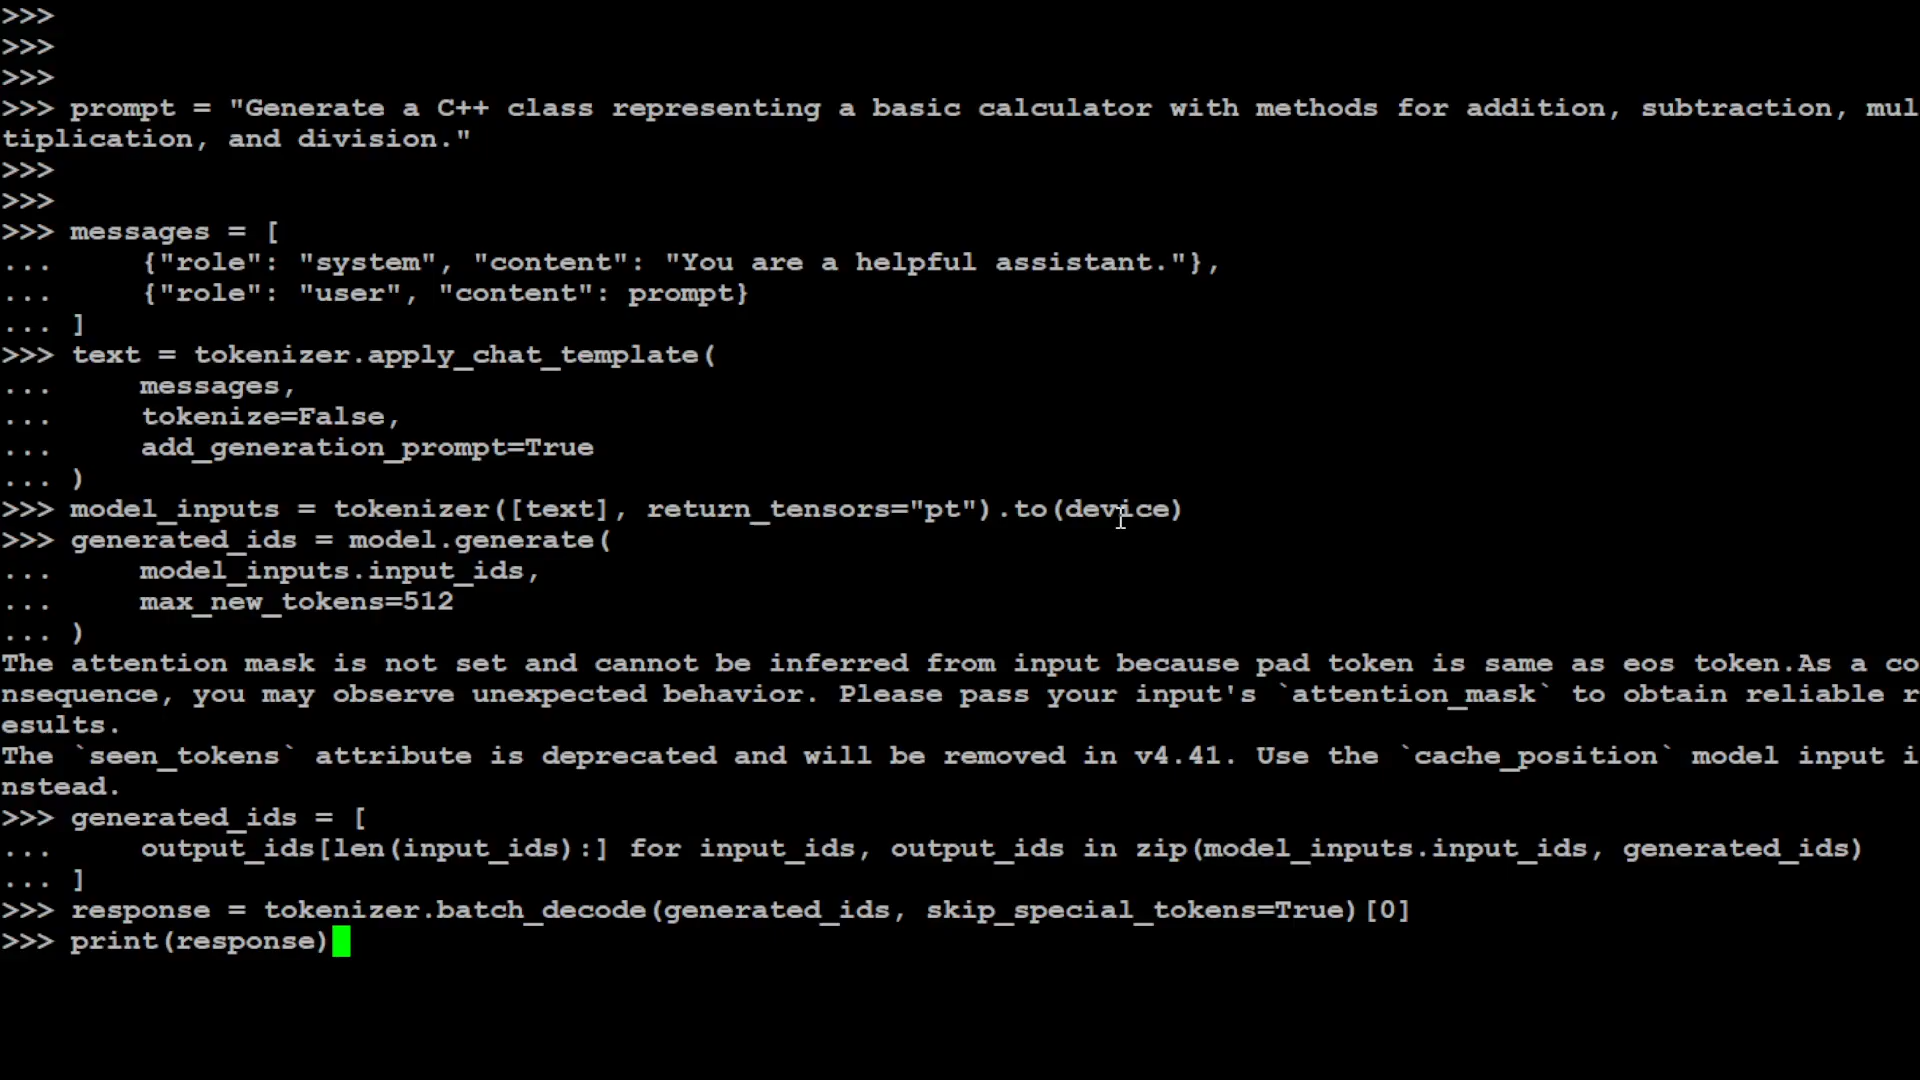 >>>
>>>
>>>
>>> prompt = "Generate a C++ class representing a basic calculator with methods for addition, subtraction, mul
tiplication, and division."
>>>
>>>
>>> messages = [
...     {"role": "system", "content": "You are a helpful assistant."},
...     {"role": "user", "content": prompt}
... ]
>>> text = tokenizer.apply_chat_template(
...     messages,
...     tokenize=False,
...     add_generation_prompt=True
... )
>>> model_inputs = tokenizer([text], return_tensors="pt").to(device)
>>> generated_ids = model.generate(
...     model_inputs.input_ids,
...     max_new_tokens=512
... )
The attention mask is not set and cannot be inferred from input because pad token is same as eos token.As a co
nsequence, you may observe unexpected behavior. Please pass your input's `attention_mask` to obtain reliable r
esults.
The `seen_tokens` attribute is deprecated and will be removed in v4.41. Use the `cache_position` model input i
nstead.
>>> generated_ids = [
...     output_ids[len(input_ids):] for input_ids, output_ids in zip(model_inputs.input_ids, generated_ids)
... ]
>>> response = tokenizer.batch_decode(generated_ids, skip_special_tokens=True)[0]
>>> print(response)